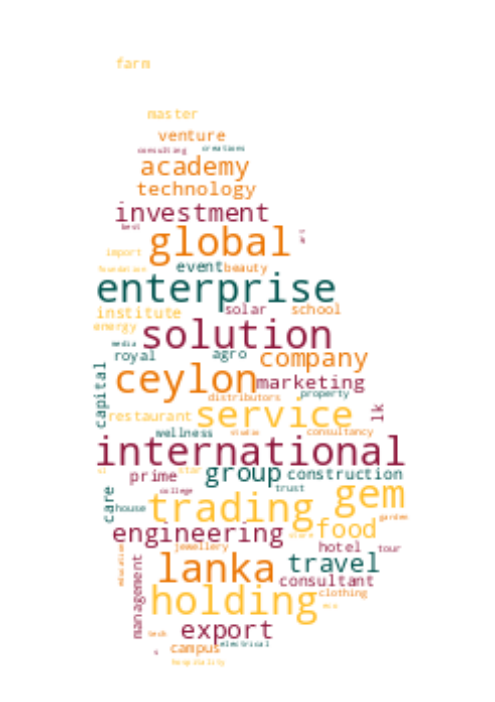 farm
master
venture
consulting creations
academy
technology
investment
best
global
import
event beauty
foundation
enterprise
solar school
institute
energy
solution
media
royal agro company
capital
ceylon marketing
distributors property
restaurant service lk
wellness studio consultancy
international
prime star group construction
college trust
care
house trading gem
garden
engineering food
jewellery hotel tour
education
lanka travel
consultant
management
holding clothing
export
tech
campus electrical
hospitality